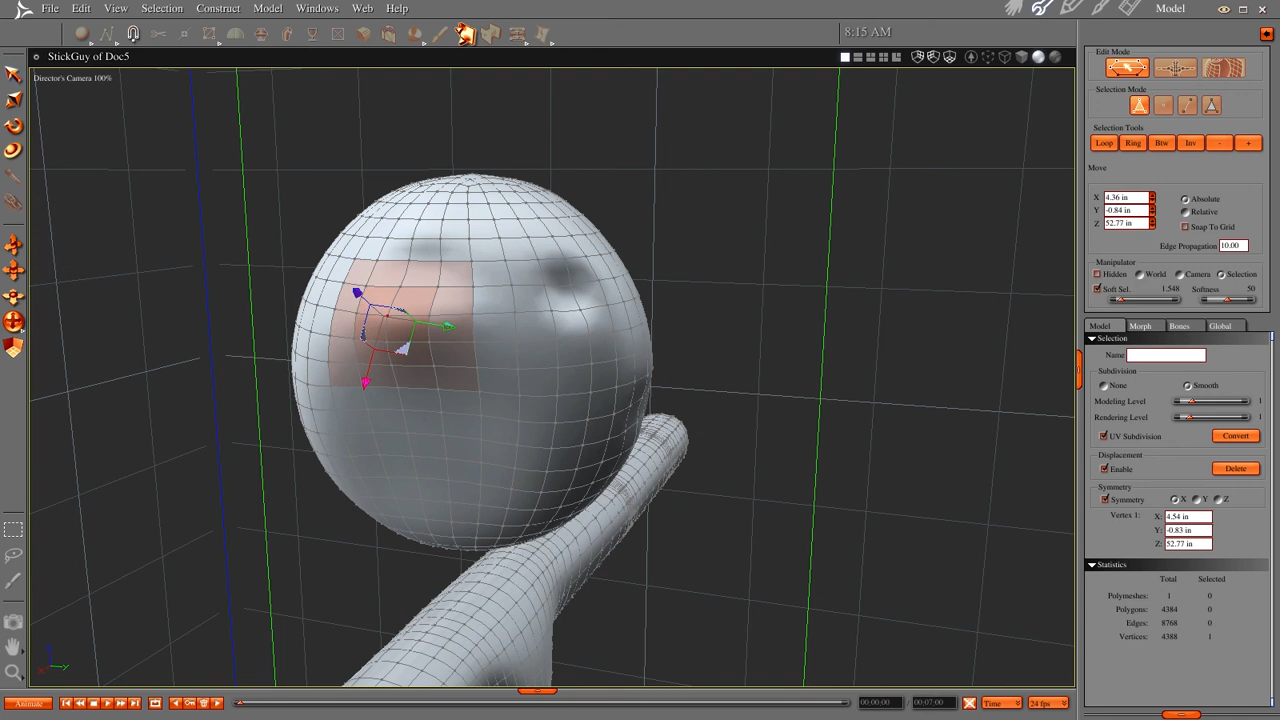 File Edit View Selection Construct Model Windows Web Help
Model
8:15 AM
StickGuy of Doc5
Director's Camera 100%
Edit Mode
Selection Mode
Selection Tools
Loop Ring Btw Inv - +
Move
X 4.36 in
Y -0.84 in
Z 52.77 in
Absolute
Relative
Snap To Grid
Edge Propagation 10.00
Manipulator
Hidden World Camera Selection
Soft Sel. 1.548 Softness 50
Model Morph Bones Global
Selection
Name
Subdivision
None Smooth
Modeling Level 1
Rendering Level 1
UV Subdivision Convert
Displacement
Enable Delete
Symmetry
Symmetry X Y Z
Vertex 1: X: 4.54 in
Y: -0.83 in
Z: 52.77 in
Statistics
Total Selected
Polymeshes: 1 0
Polygons: 4384 0
Edges: 8768 0
Vertices: 4388 1
Animate
00:00:00 / 00:07:00
Time
24 fps